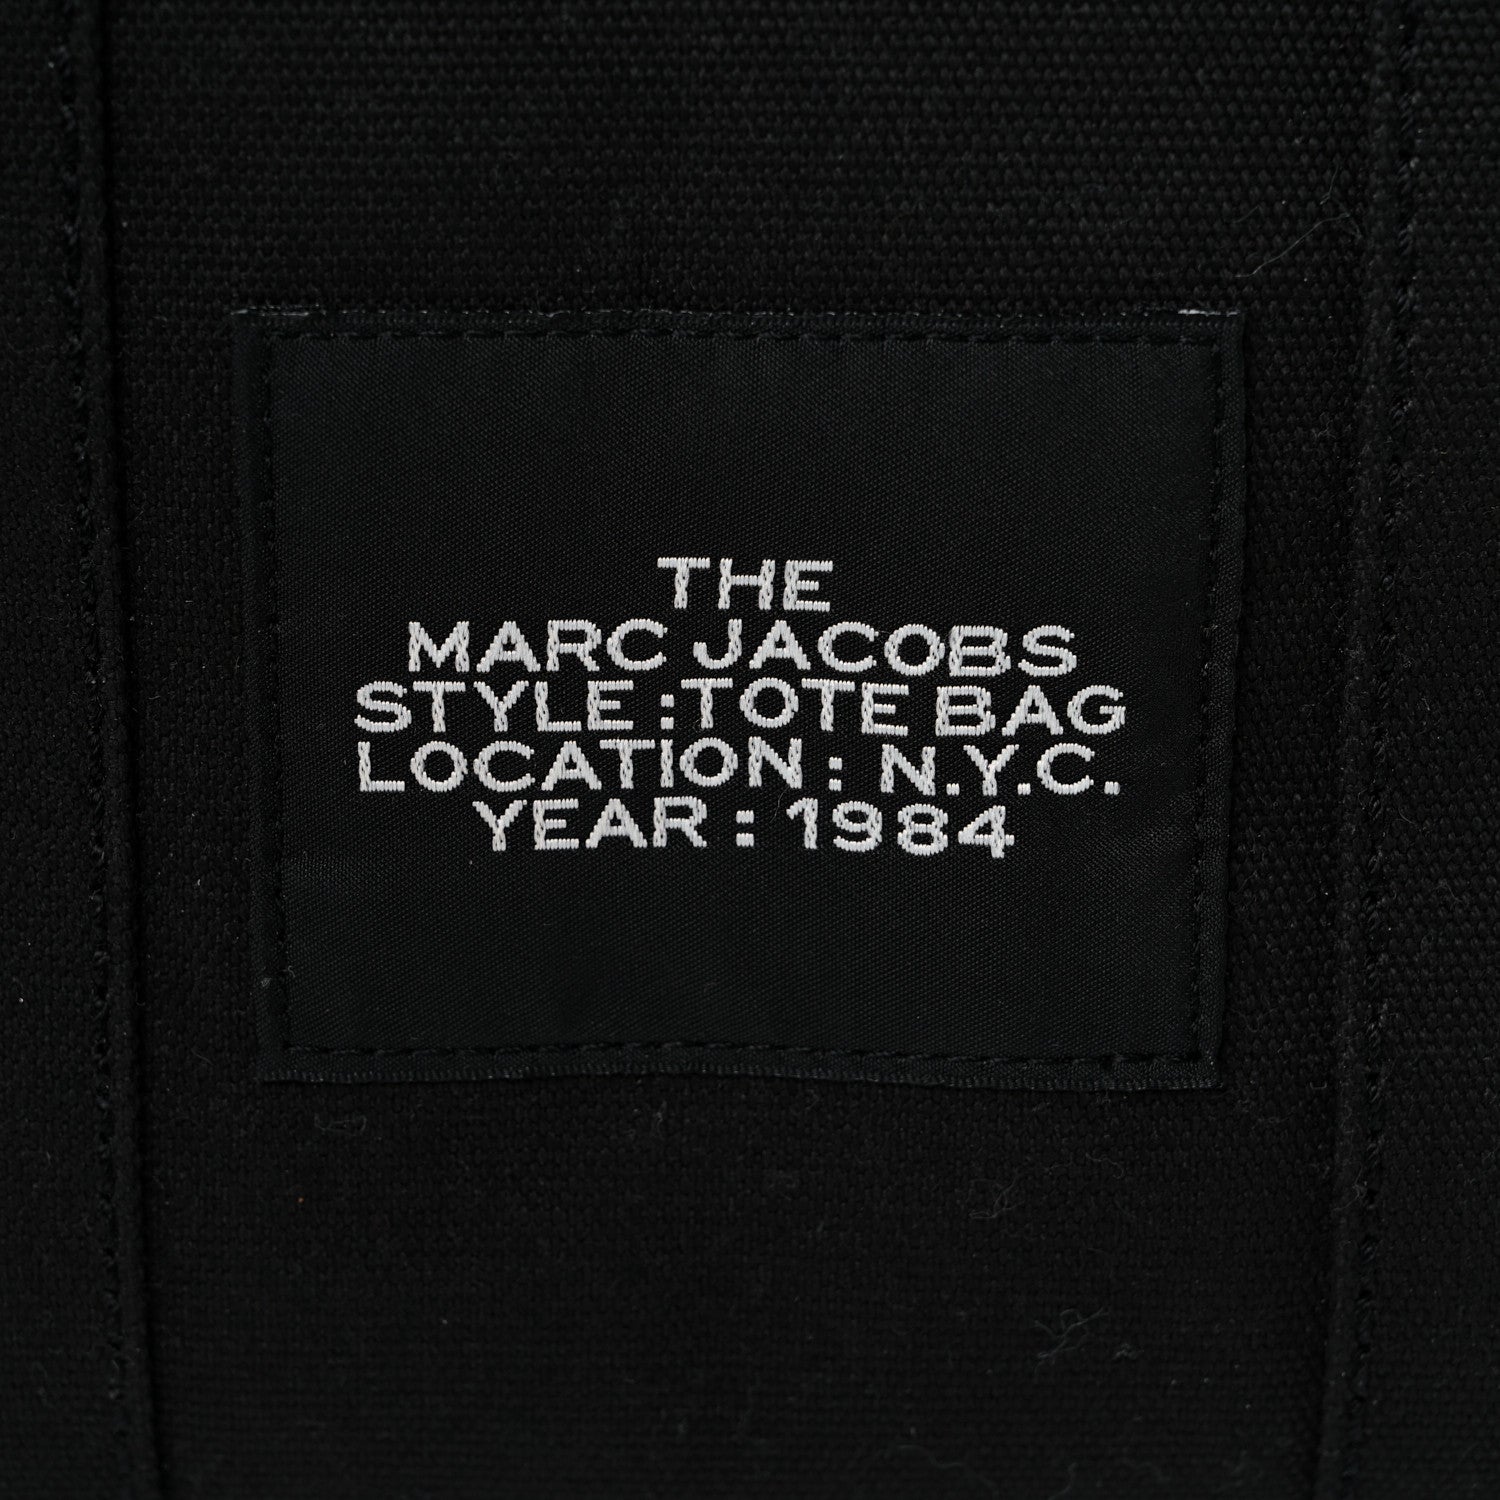 THE
MARC JACOBS
STYLE :TOTE BAG
LOCATION : N.Y.C.
YEAR : 1984